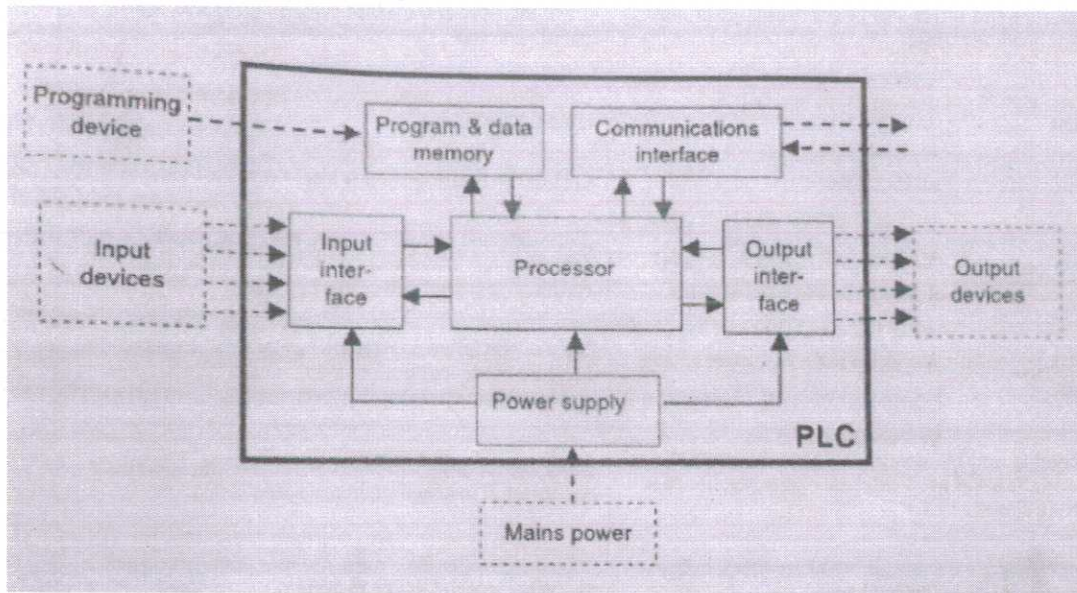 Programming
device
Program & data
memory
Communications
interface
Input
devices
Input
inter-
face
Processor
Output
inter-
face
Output
devices
Power supply
PLC
Mains power